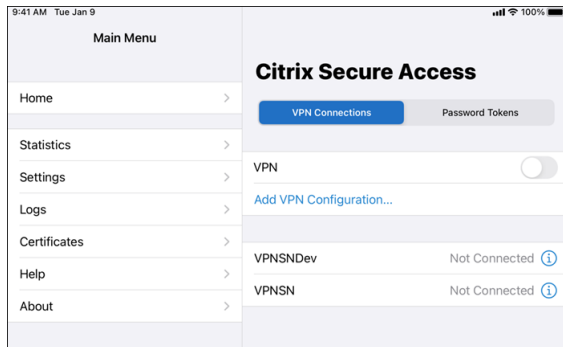 9:41 AM Tue Jan 9
100%
Main Menu
Home
Statistics
Settings
Logs
Certificates
Help
About
Citrix Secure Access
VPN Connections
Password Tokens
VPN
Add VPN Configuration...
VPNSNDev Not Connected
VPNSN Not Connected